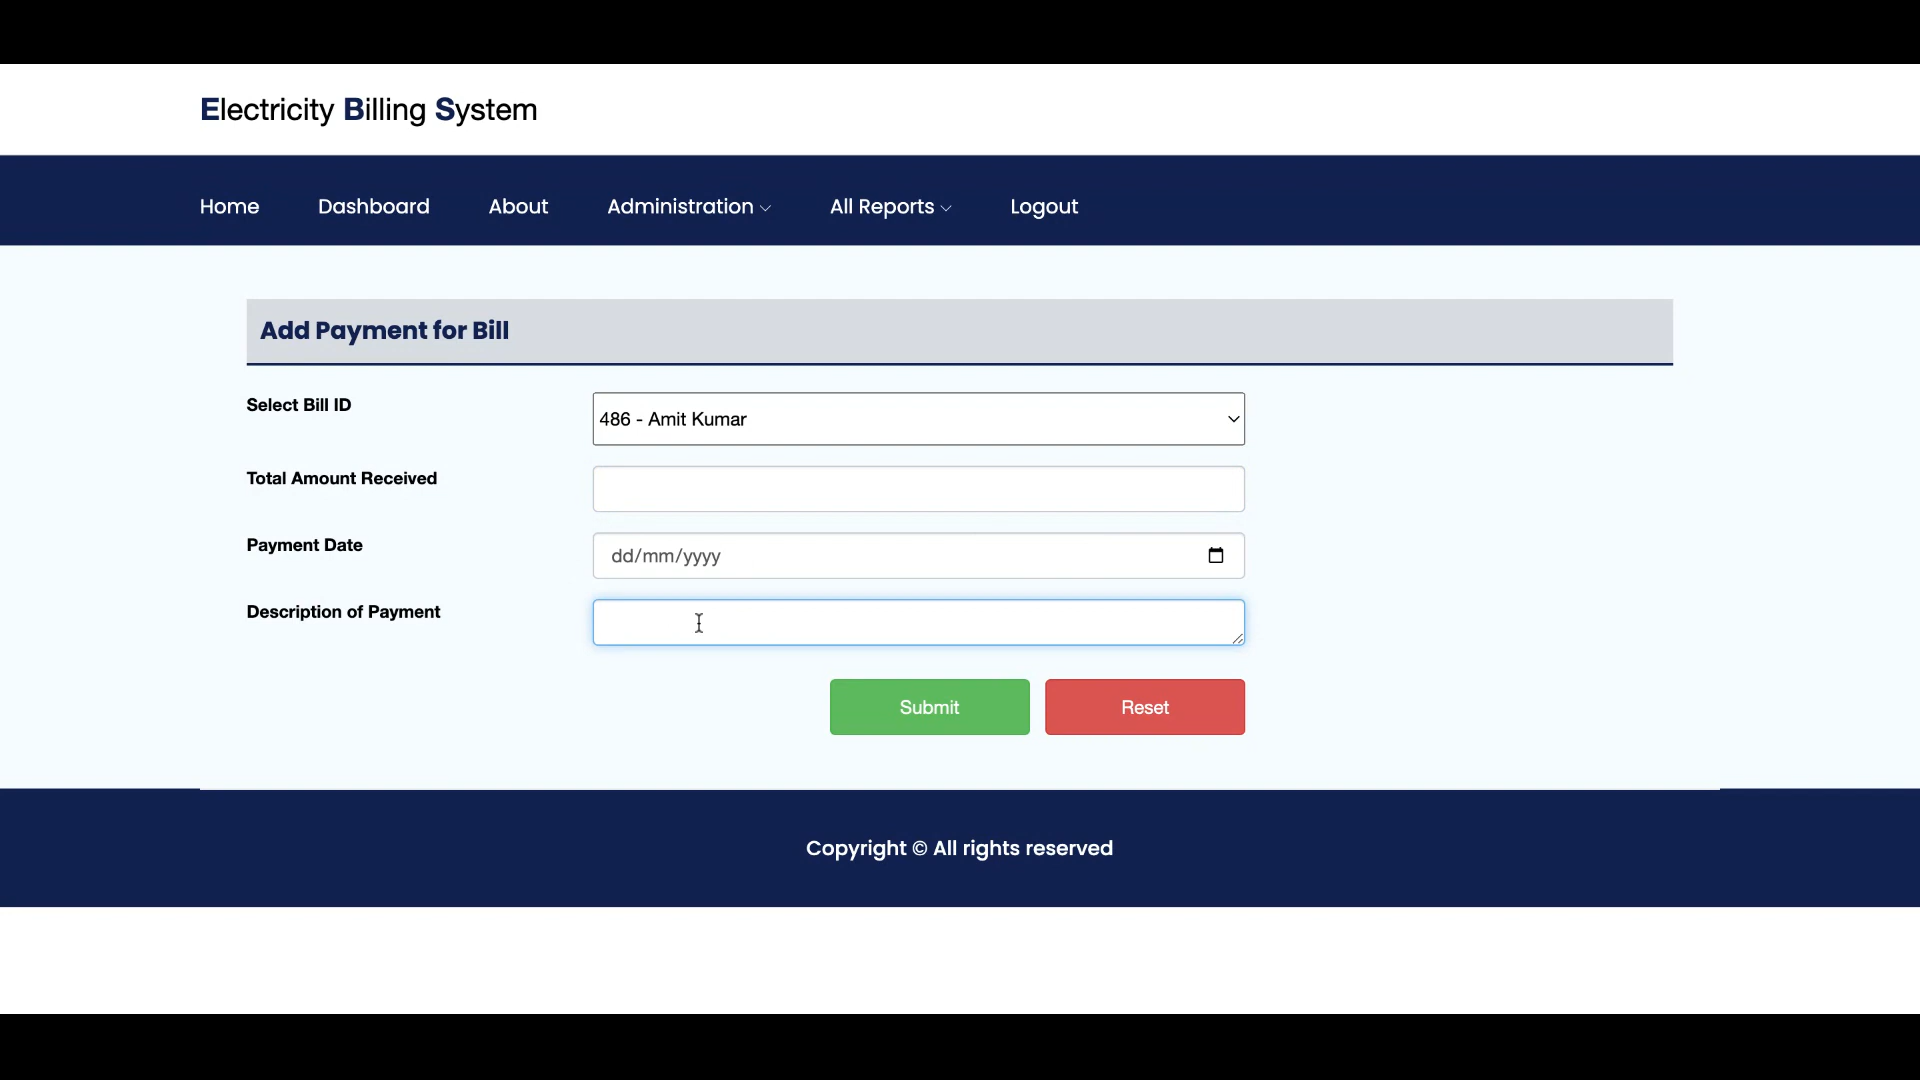 Electricity Billing System
Home Dashboard About Administration All Reports Logout
Add Payment for Bill
Select Bill ID
486 - Amit Kumar
Total Amount Received
Payment Date
dd/mm/yyyy
Description of Payment
Submit Reset
Copyright © All rights reserved